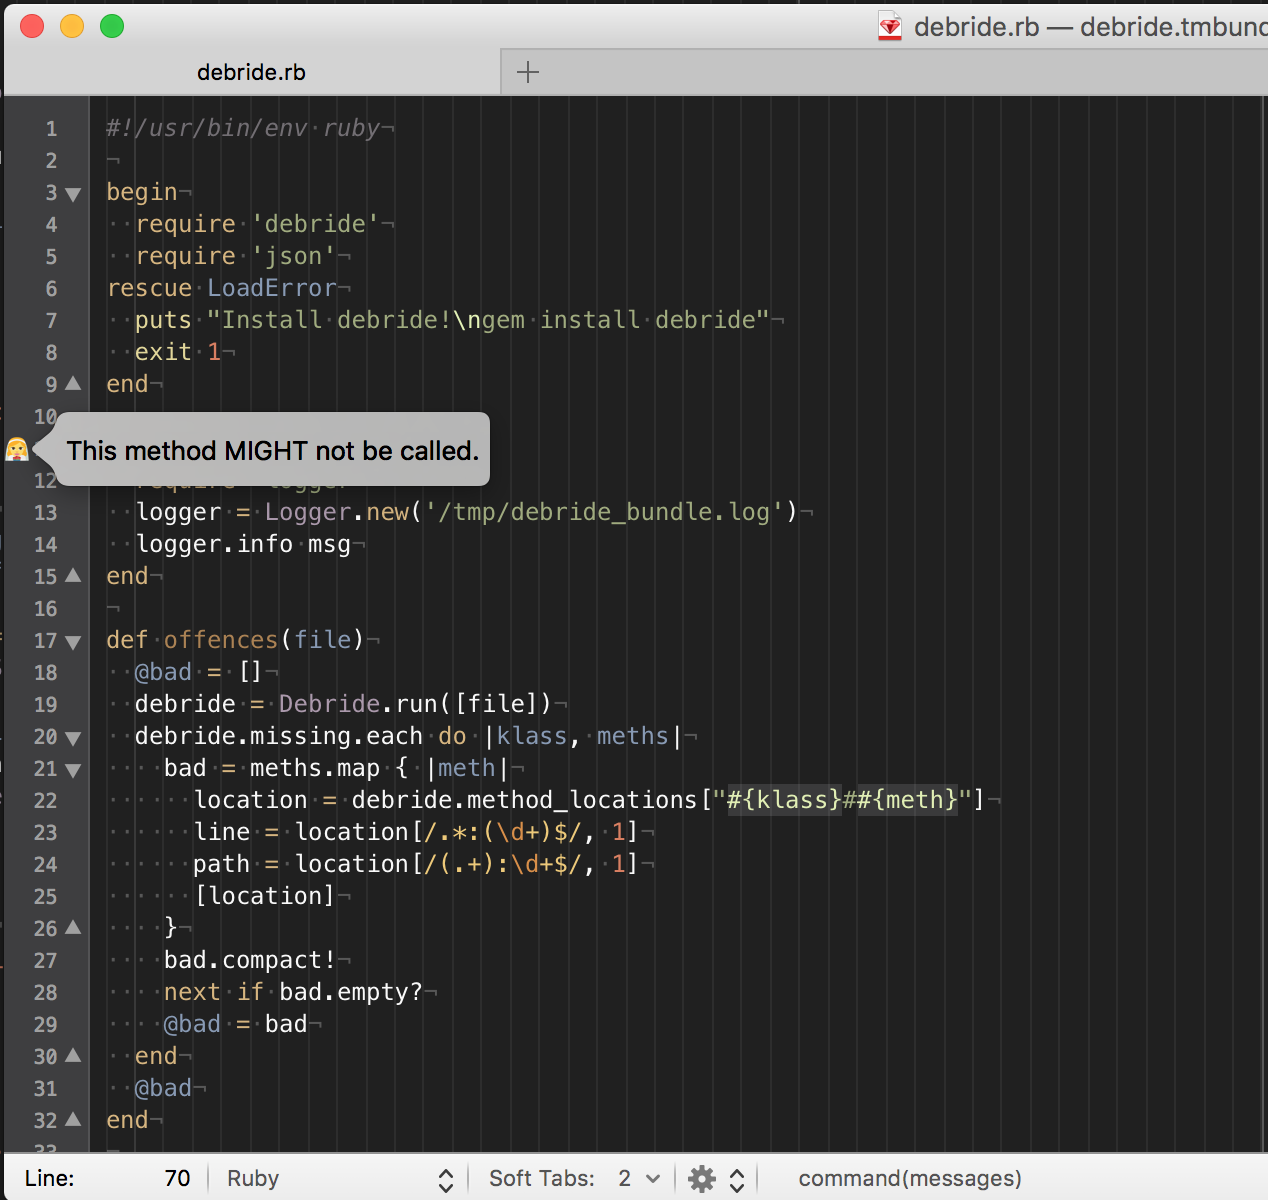 debride.rb — debride.tmbund
debride.rb
1 #!/usr/bin/env ruby¬
2 ¬
3 begin¬
4   require 'debride'¬
5   require 'json'¬
6 rescue LoadError¬
7   puts "Install debride!\ngem install debride"¬
8   exit 1¬
9 end¬
10
This method MIGHT not be called.
12
13   logger = Logger.new('/tmp/debride_bundle.log')¬
14   logger.info msg¬
15 end¬
16 ¬
17 def offences(file)¬
18   @bad = []¬
19   debride = Debride.run([file])¬
20   debride.missing.each do |klass, meths|¬
21     bad = meths.map { |meth|¬
22       location = debride.method_locations["#{klass}##{meth}"]¬
23       line = location[/.*:(\d+)$/, 1]¬
24       path = location[/(.+):\d+$/, 1]¬
25       [location]¬
26     }¬
27     bad.compact!¬
28     next if bad.empty?¬
29     @bad = bad¬
30   end¬
31   @bad¬
32 end¬
33
Line: 70 Ruby Soft Tabs: 2 command(messages)